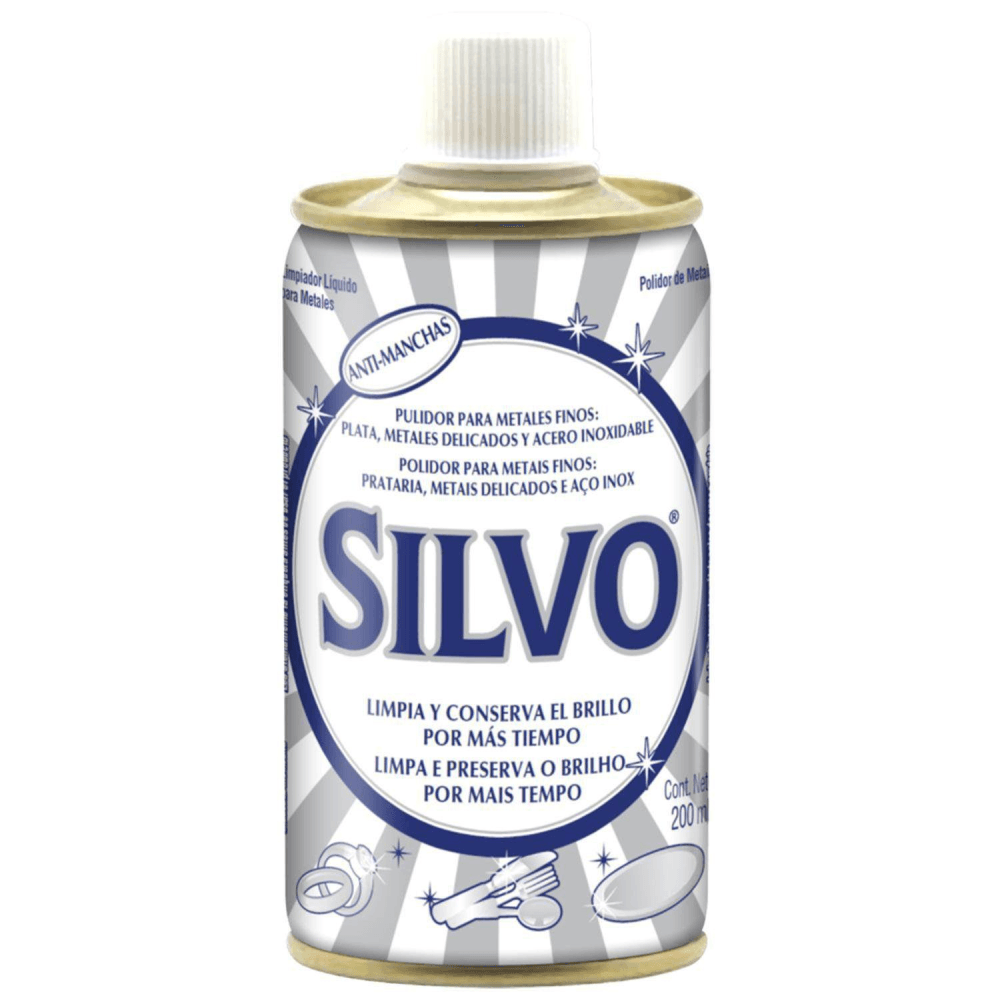 Limpiador Líquido
para Metales
Polidor de
ANTI-MANCHAS
PULIDOR PARA METALES FINOS:
PLATA, METALES DELICADOS Y ACERO INOXIDABLE
POLIDOR PARA METAIS FINOS:
PRATARIA, METAIS DELICADOS E AÇO INOX
SILVO®
LIMPIA Y CONSERVA EL BRILLO
POR MÁS TIEMPO
LIMPA E PRESERVA O BRILHO
POR MAIS TEMPO
Cont. Net
200 m